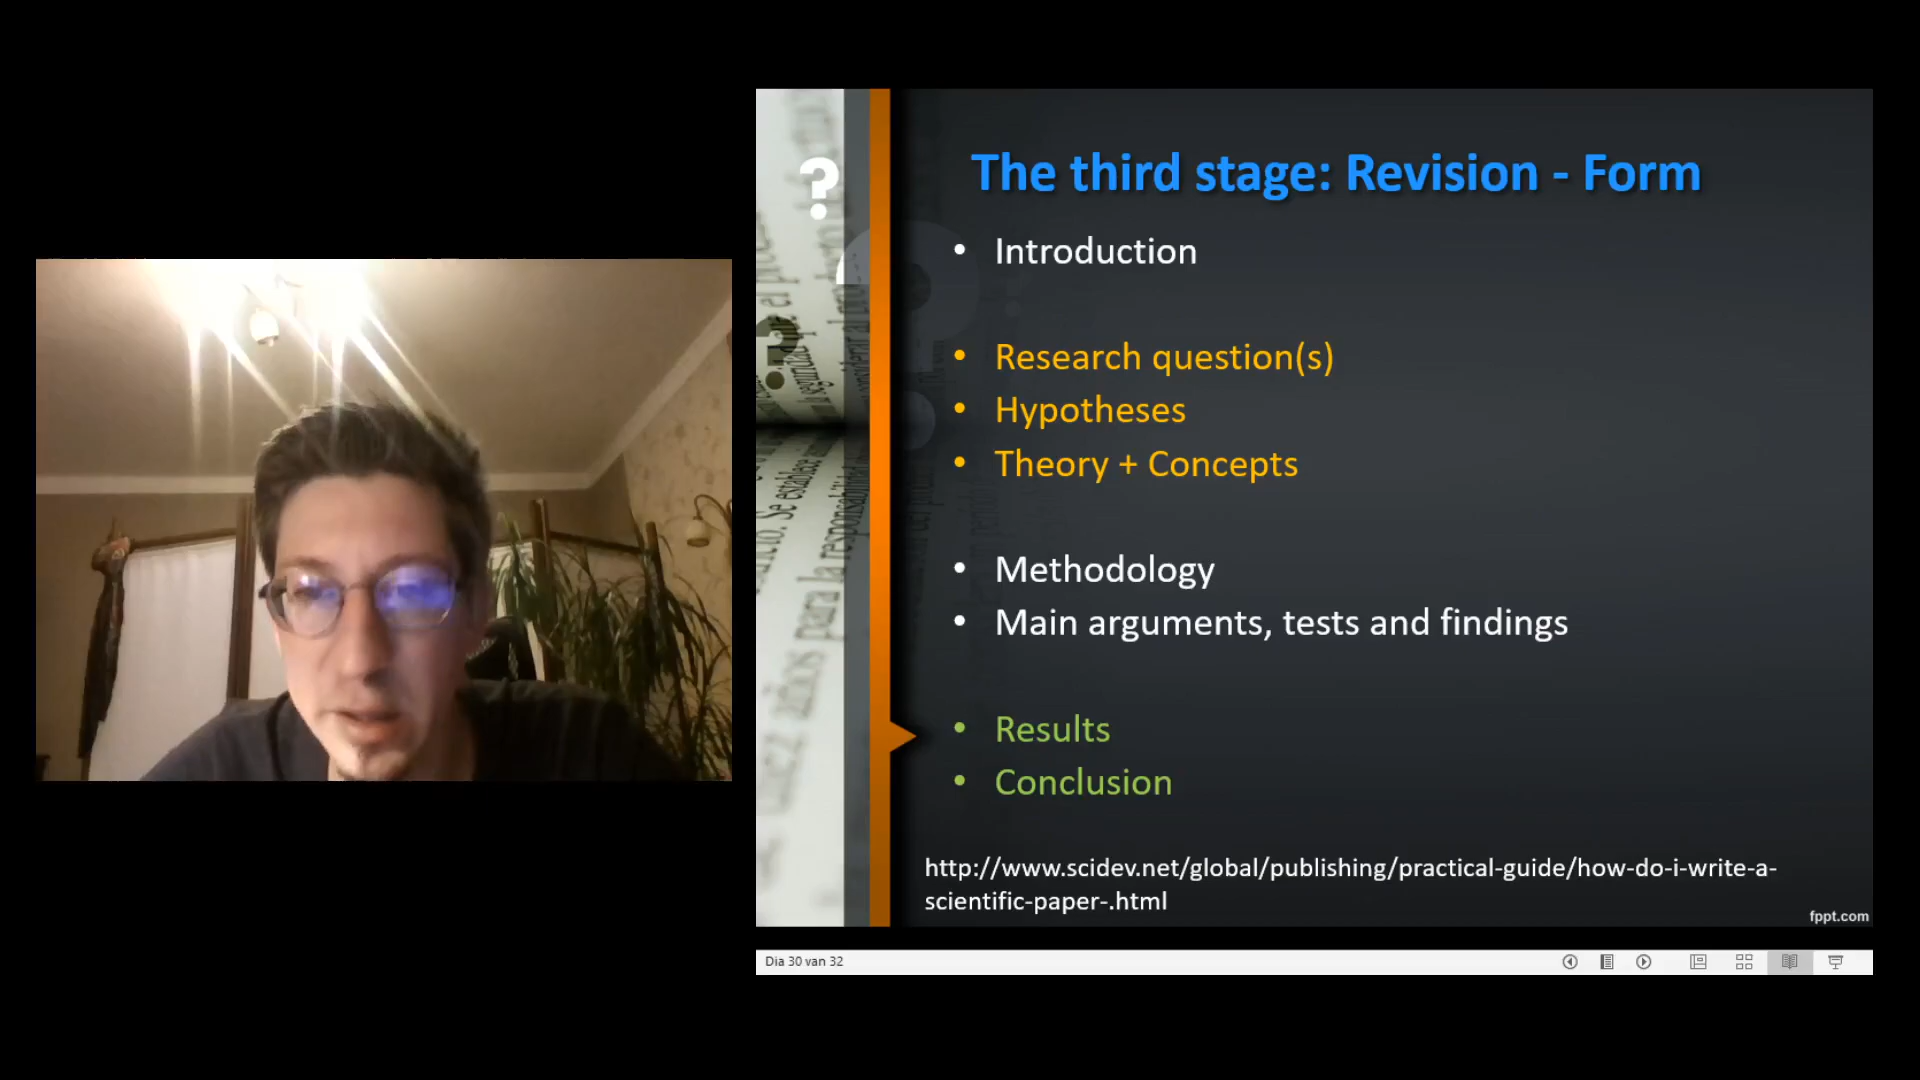 The third stage: Revision - Form
• Introduction
• Research question(s)
• Hypotheses
• Theory + Concepts
• Methodology
• Main arguments, tests and findings
• Results
• Conclusion
http://www.scidev.net/global/publishing/practical-guide/how-do-i-write-a-
scientific-paper-.html
fppt.com
Dia 30 van 32